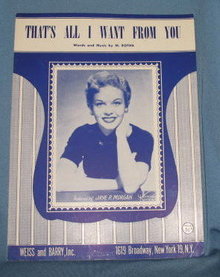 THAT'S ALL I WANT FROM YOU
Words and Music by M. ROTHA
Featured by JAYE P. MORGAN
WEISS and BARRY, Inc.
1619 Broadway, New York 19, N.Y.